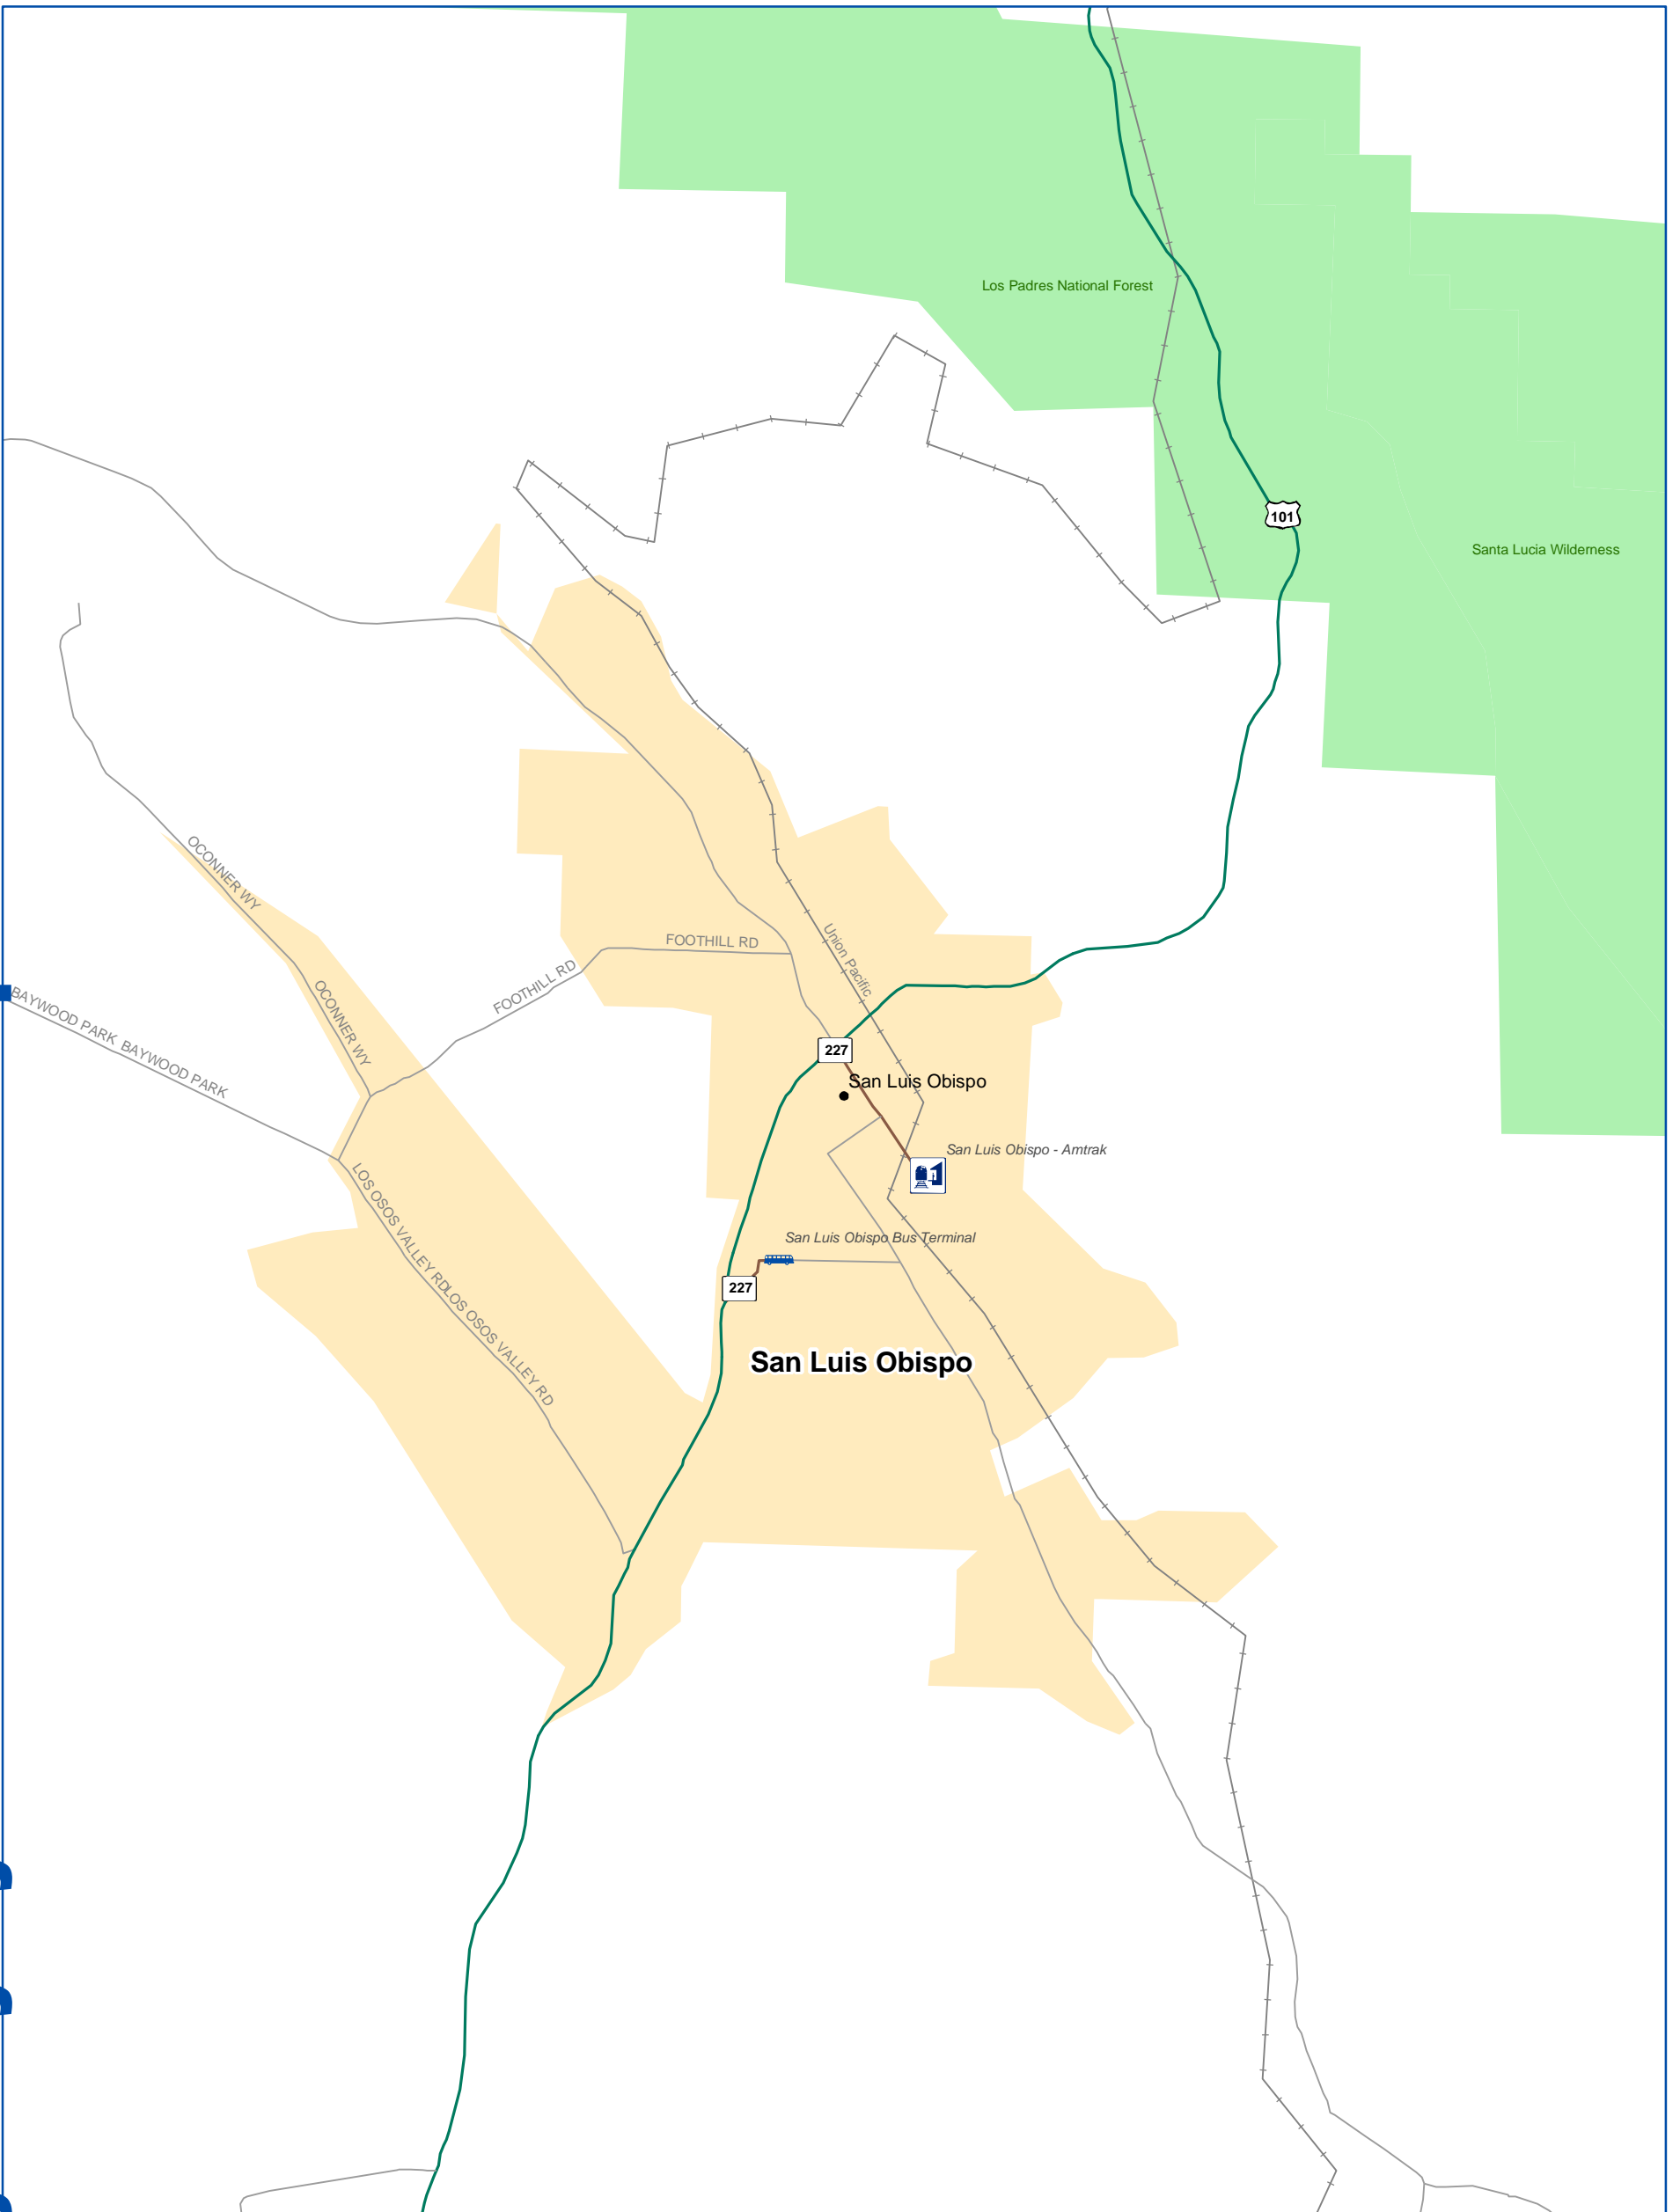 Los Padres National Forest
101
Santa Lucia Wilderness
OCONNER WY
FOOTHILL RD
Union Pacific
FOOTHILL RD
OCONNER WY
BAYWOOD PARK
BAYWOOD PARK
227
San Luis Obispo
San Luis Obispo - Amtrak
LOS OSOS VALLEY RD
San Luis Obispo Bus Terminal
227
LOS OSOS VALLEY RD
San Luis Obispo